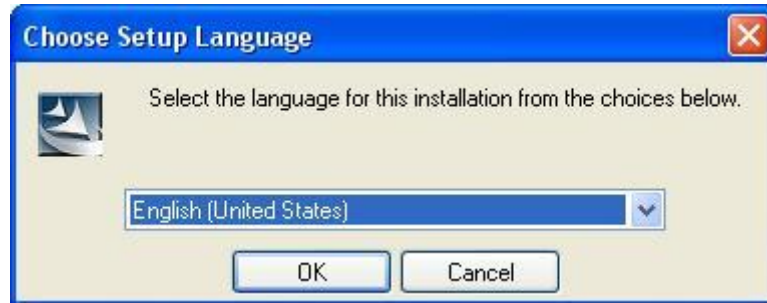 Choose Setup Language
Select the language for this installation from the choices below.
English (United States)
OK
Cancel